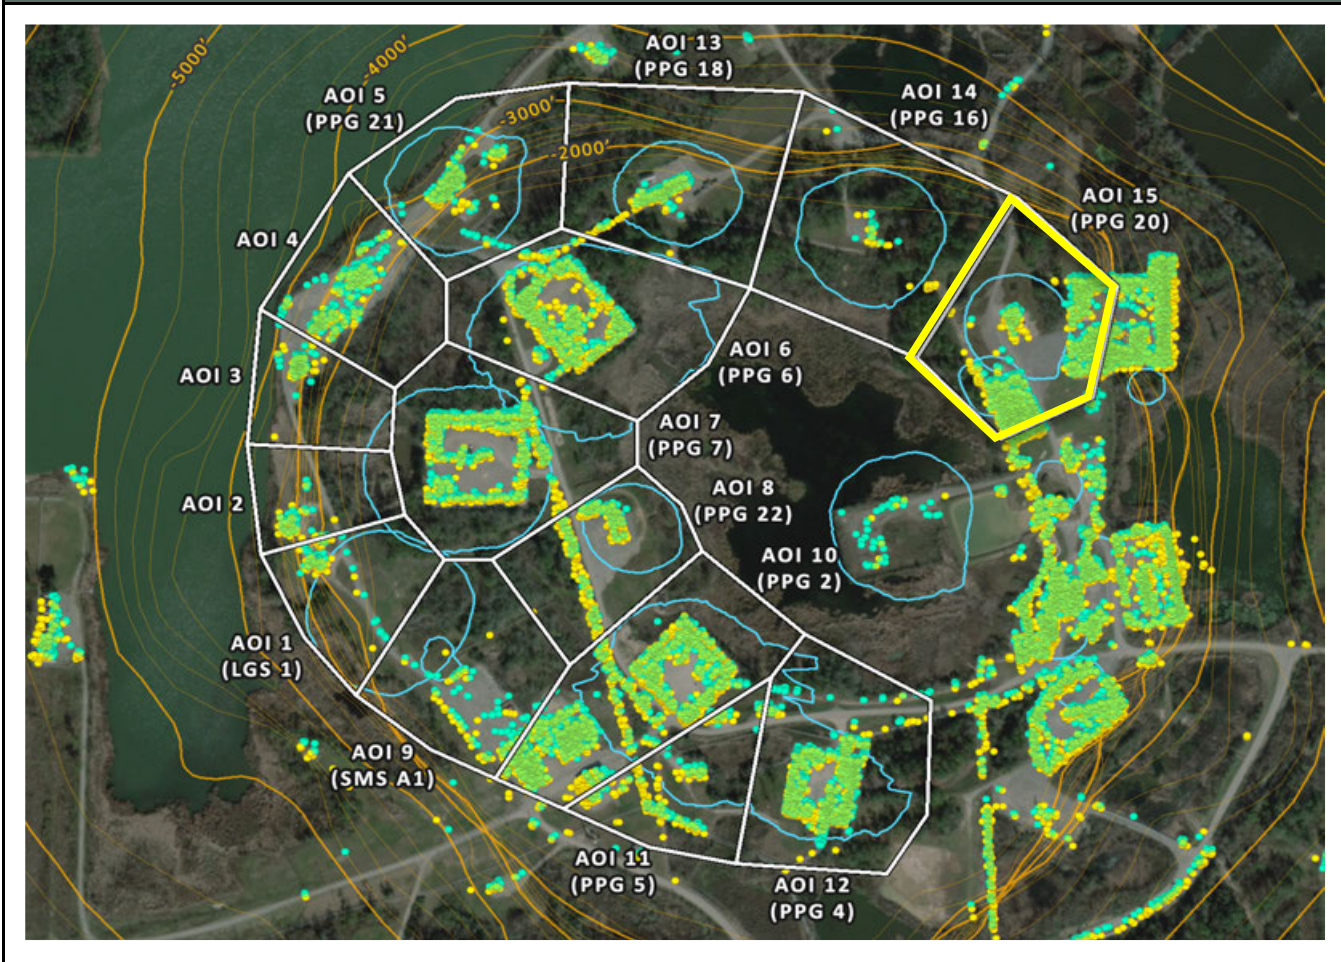 -5000'
-4000'
AOI 13
(PPG 18)
AOI 5
(PPG 21)
-3000'
AOI 14
(PPG 16)
-2000'
AOI 15
(PPG 20)
AOI 4
AOI 3
AOI 6
(PPG 6)
AOI 7
(PPG 7)
AOI 2
AOI 8
(PPG 22)
AOI 10
(PPG 2)
AOI 1
(LGS 1)
AOI 9
(SMS A1)
AOI 11
(PPG 5)
AOI 12
(PPG 4)